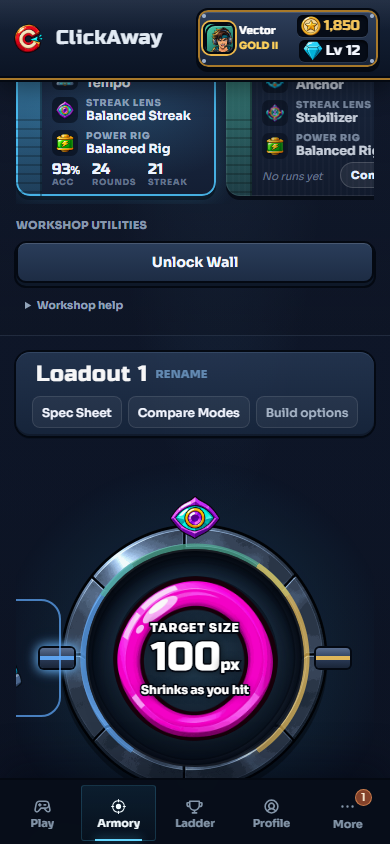 ClickAway
Vector
GOLD II
1,850
Lv 12
Tempo
STREAK LENS
Balanced Streak
POWER RIG
Balanced Rig
93% 24 21
ACC ROUNDS STREAK
Anchor
STREAK LENS
Stabilizer
POWER RIG
Balanced Rig
No runs yet
WORKSHOP UTILITIES
Unlock Wall
Workshop help
Loadout 1 RENAME
Spec Sheet Compare Modes Build options
TARGET SIZE
100px
Shrinks as you hit
1
Play Armory Ladder Profile More